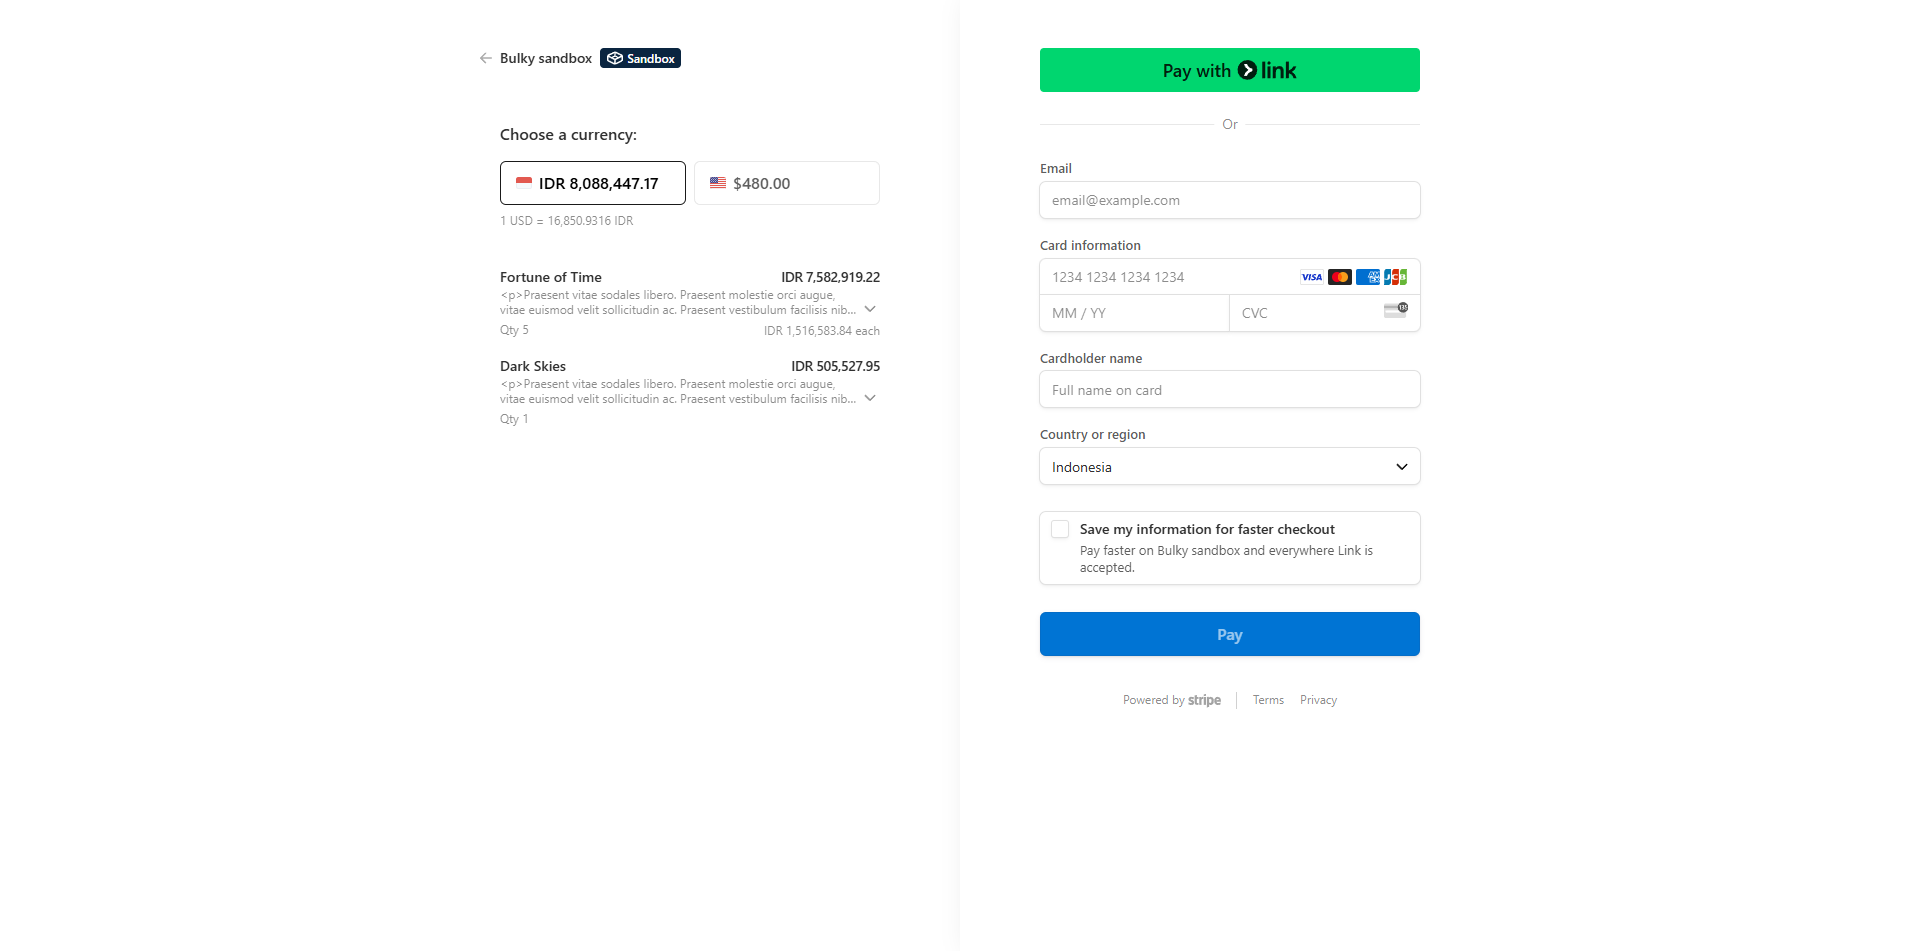 Bulky sandbox Sandbox
Choose a currency:
IDR 8,088,447.17 $480.00
1 USD = 16,850.9316 IDR
Fortune of Time IDR 7,582,919.22
<p>Praesent vitae sodales libero. Praesent molestie orci augue,
vitae euismod velit sollicitudin ac. Praesent vestibulum facilisis nib...
Qty 5 IDR 1,516,583.84 each
Dark Skies IDR 505,527.95
<p>Praesent vitae sodales libero. Praesent molestie orci augue,
vitae euismod velit sollicitudin ac. Praesent vestibulum facilisis nib...
Qty 1
Pay with link
Or
Email
email@example.com
Card information
1234 1234 1234 1234 VISA AMEX JCB
MM / YY CVC 135
Cardholder name
Full name on card
Country or region
Indonesia
Save my information for faster checkout
Pay faster on Bulky sandbox and everywhere Link is
accepted.
Pay
Powered by stripe Terms Privacy